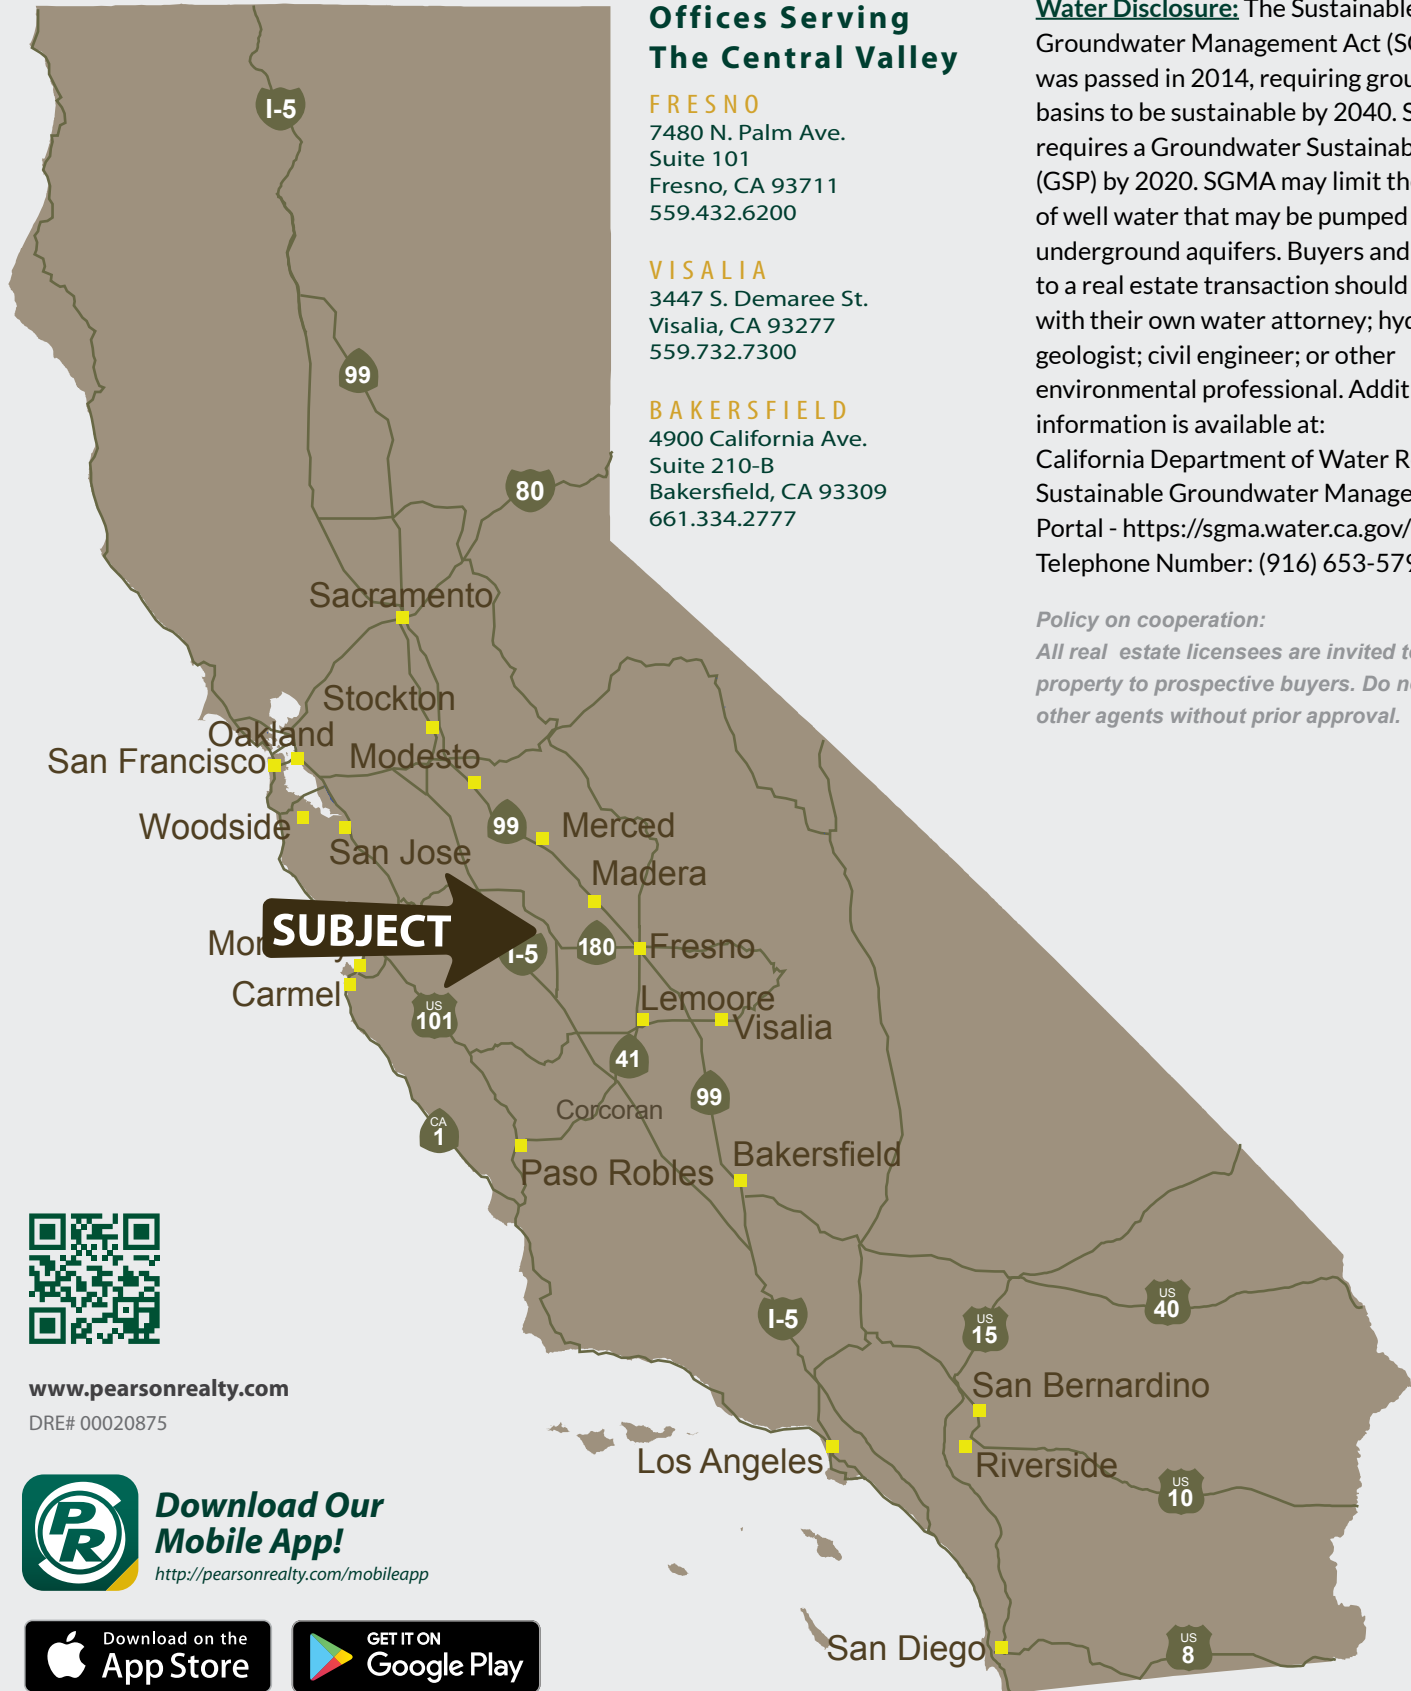 Offices Serving
The Central Valley
FRESNO
7480 N. Palm Ave.
Suite 101
Fresno, CA 93711
559.432.6200
VISALIA
3447 S. Demaree St.
Visalia, CA 93277
559.732.7300
BAKERSFIELD
4900 California Ave.
Suite 210-B
Bakersfield, CA 93309
661.334.2777
Water Disclosure: The Sustainable
Groundwater Management Act
was passed in 2014, requiring
basins to be sustainable by 2040.
requires a Groundwater
(GSP) by 2020. SGMA may limit
of well water that may be pumped
underground aquifers. Buyers and
to a real estate transaction should
with their own water attorney;
geologist; civil engineer; or other
environmental professional.
information is available at:
California Department of Water
Sustainable Groundwater
Portal - https://sgma.water.ca.gov/
Telephone Number: (916)
Policy on cooperation:
All real estate licensees are invited
property to prospective buyers. Do
other agents without prior approval.
I-5
99
80
Sacramento
Stockton
Oakland
San Francisco
Modesto
Woodside
San Jose
99
Merced
Madera
SUBJECT
I-5
180
Fresno
Carmel
US
101
Lemoore
Visalia
41
99
Corcoran
CA
1
Paso Robles
Bakersfield
I-5
US
15
US
40
San Bernardino
Los Angeles
Riverside
US
10
San Diego
US
8
www.pearsonrealty.com
DRE# 00020875
PR
Download Our
Mobile App!
http://pearsonrealty.com/mobileapp
Download on the
App Store
GET IT ON
Google Play